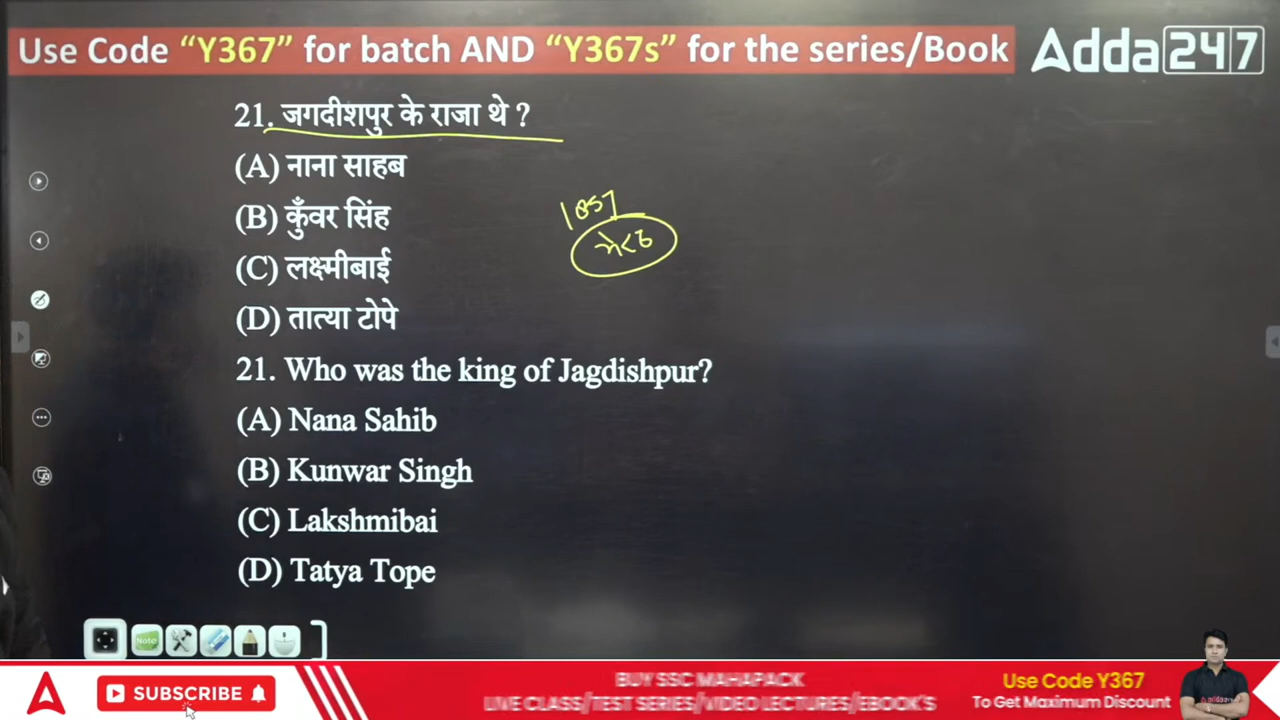 Use Code “Y367” for batch AND “Y367s” for the series/Book
Adda247
21. जगदीशपुर के राजा थे ?
(A) नाना साहब
(B) कुँवर सिंह
(C) लक्ष्मीबाई
(D) तात्या टोपे
1857
मेरठ
21. Who was the king of Jagdishpur?
(A) Nana Sahib
(B) Kunwar Singh
(C) Lakshmibai
(D) Tatya Tope
Note
SUBSCRIBE
BUY SSC MAHAPACK
LIVE CLASS/TEST SERIES/VIDEO LECTURES/EBOOK'S
Use Code Y367
To Get Maximum Discount